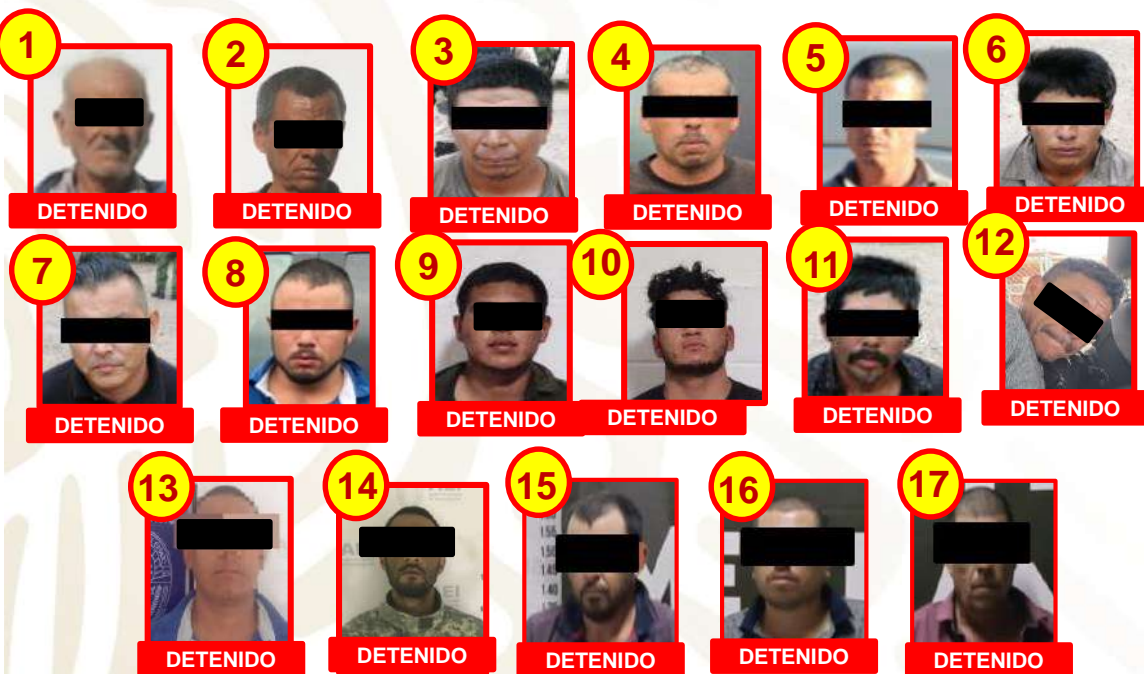 1
2
3
4
5
6
DETENIDO
DETENIDO
DETENIDO
DETENIDO
DETENIDO
DETENIDO
7
8
9
10
11
12
DETENIDO
DETENIDO
DETENIDO
DETENIDO
DETENIDO
DETENIDO
13
14
15
16
17
DETENIDO
DETENIDO
DETENIDO
DETENIDO
DETENIDO